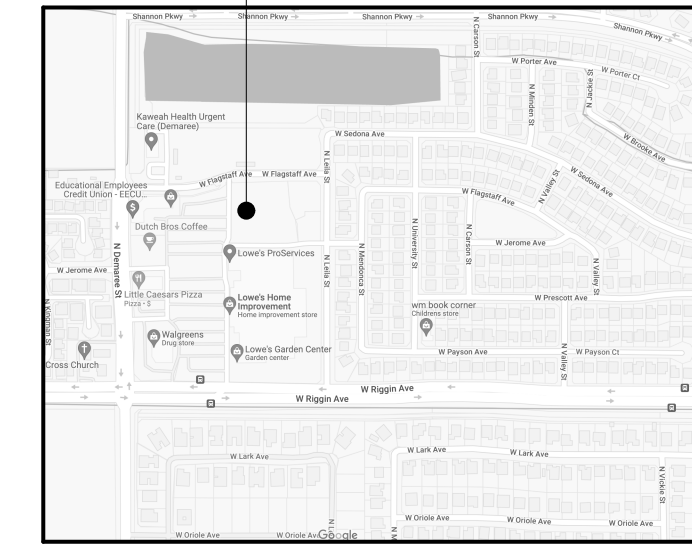 Shannon Pkwy
Shannon Pkwy
Shannon Pkwy
Shannon Pkwy
Shannon Pkwy
N Carson St
W Porter Ave
W Porter Ct
N Jackie St
N Minden St
Kaweah Health Urgent
Care (Demaree)
W Sedona Ave
W Brooke Ave
N Leila St
W Flagstaff Ave
W Flagstaff Ave
W Sedona Ave
N Valley St
Educational Employees
Credit Union - EECU...
W Flagstaff Ave
Dutch Bros Coffee
N University St
N Carson St
W Jerome Ave
N Demaree St
Lowe's ProServices
N Leila St
N Mendonca St
N Valley St
W Jerome Ave
Little Caesars Pizza
Pizza • $
Lowe's Home
Improvement
Home improvement store
W Prescott Ave
wm book corner
Childrens store
N Kingman St
Walgreens
Drug store
Lowe's Garden Center
Garden center
W Payson Ave
N Valley St
W Payson Ct
Cross Church
W Riggin Ave
W Riggin Ave
W Lark Ave
W Lark Ave
W Lark Ave
N Vickie St
W Oriole Ave
W Oriole Ave
Google
W Oriole Ave
W Oriole Ave
W Oriole Ave